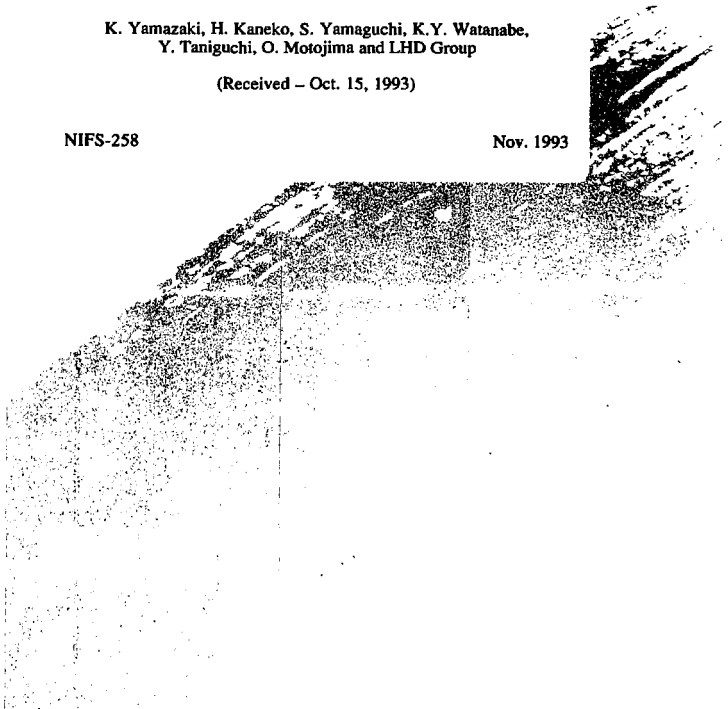 K. Yamazaki, H. Kaneko, S. Yamaguchi, K.Y. Watanabe,
Y. Taniguchi, O. Motojima and LHD Group
(Received – Oct. 15, 1993)
NIFS-258 Nov. 1993